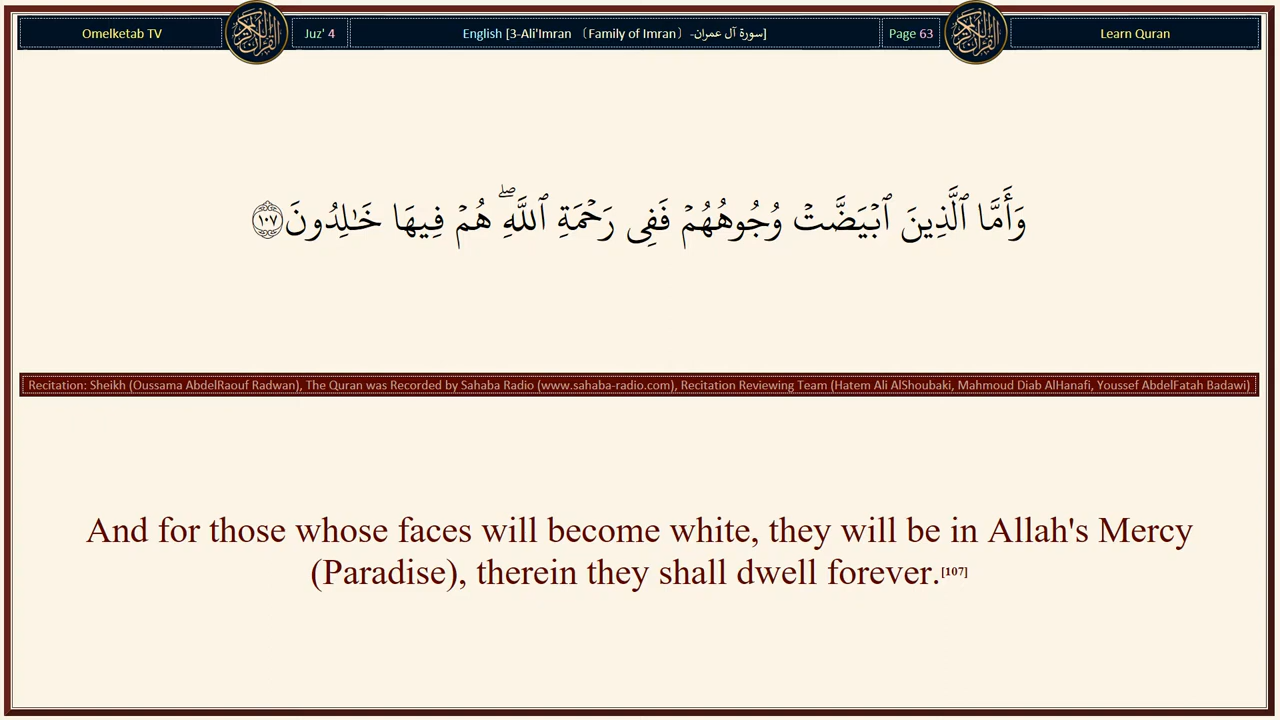 Omelketab TV
Juz' 4
English [3-Ali'Imran （Family of Imran）-سورة آل عمران]
Page 63
Learn Quran
وَأَمَّا ٱلَّذِينَ ٱبۡيَضَّتۡ وُجُوهُهُمۡ فَفِى رَحۡمَةِ ٱللَّهِۖ هُمۡ فِيهَا خَـٰلِدُونَ ١٠٧
Recitation: Sheikh (Oussama AbdelRaouf Radwan), The Quran was Recorded by Sahaba Radio (www.sahaba-radio.com), Recitation Reviewing Team (Hatem Ali AlShoubaki, Mahmoud Diab AlHanafi, Youssef AbdelFatah Badawi)
And for those whose faces will become white, they will be in Allah's Mercy
(Paradise), therein they shall dwell forever.[107]